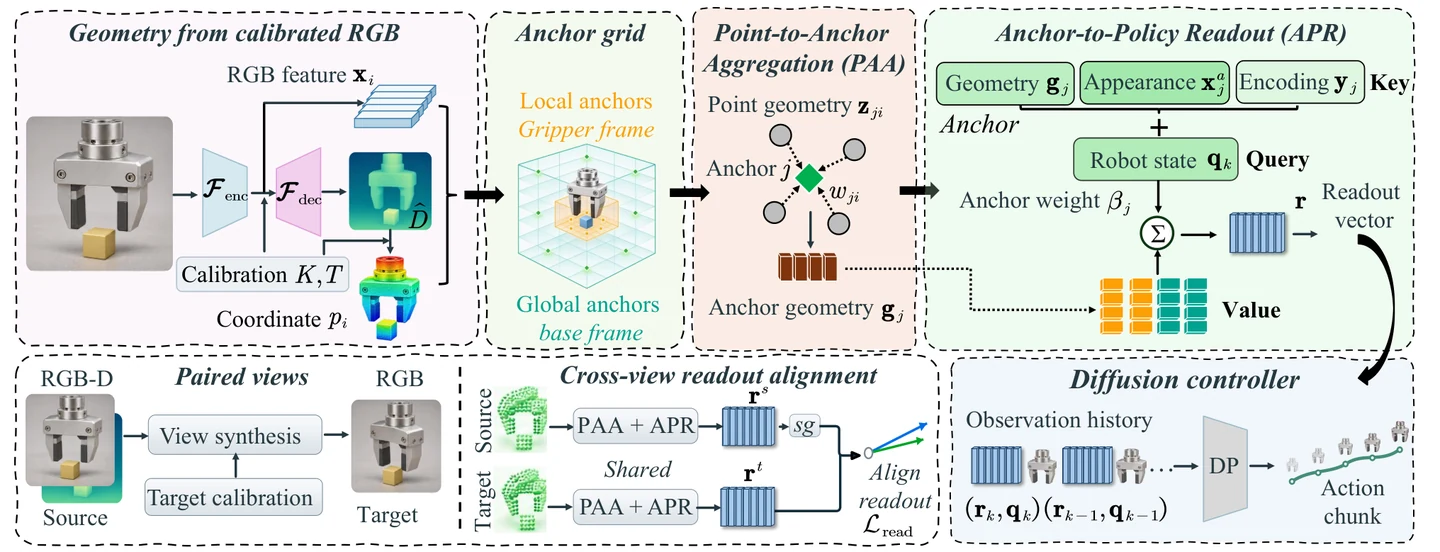 Geometry from calibrated RGB
RGB feature x_i
F_enc
F_dec
D̂
Calibration K, T
Coordinate p_i
Anchor grid
Local anchors
Gripper frame
Global anchors
base frame
Point-to-Anchor
Aggregation (PAA)
Point geometry z_ji
Anchor j
w_ji
Anchor geometry g_j
Anchor-to-Policy Readout (APR)
Geometry g_j
Appearance x_j^a
Encoding y_j
Key
Anchor
+
Robot state q_k
Query
Anchor weight β_j
Σ
r
Readout
vector
Value
Paired views
RGB-D
RGB
View synthesis
Target calibration
Source
Target
Cross-view readout alignment
Source
PAA + APR
r^s
sg
Shared
Target
PAA + APR
r^t
Align
readout
L_read
Diffusion controller
Observation history
...
DP
(r_k, q_k) (r_k-1, q_k-1)
Action
chunk